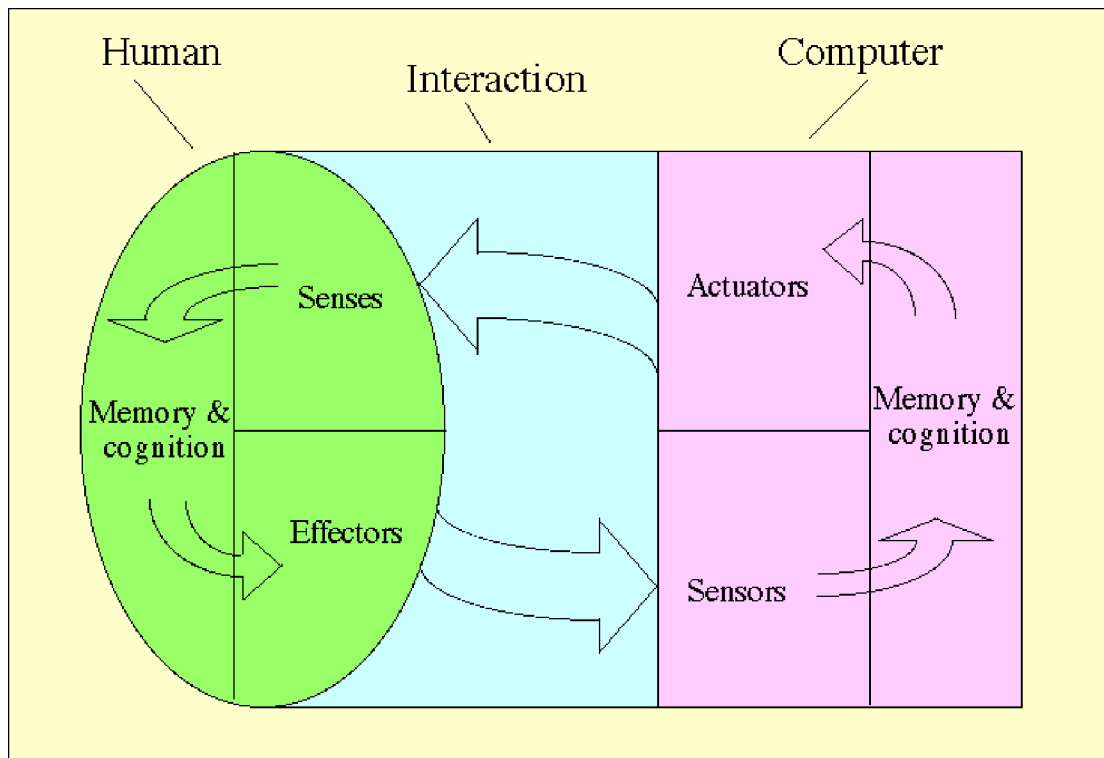 Human
Interaction
Computer
Senses
Actuators
Memory &
cognition
Memory &
cognition
Effectors
Sensors